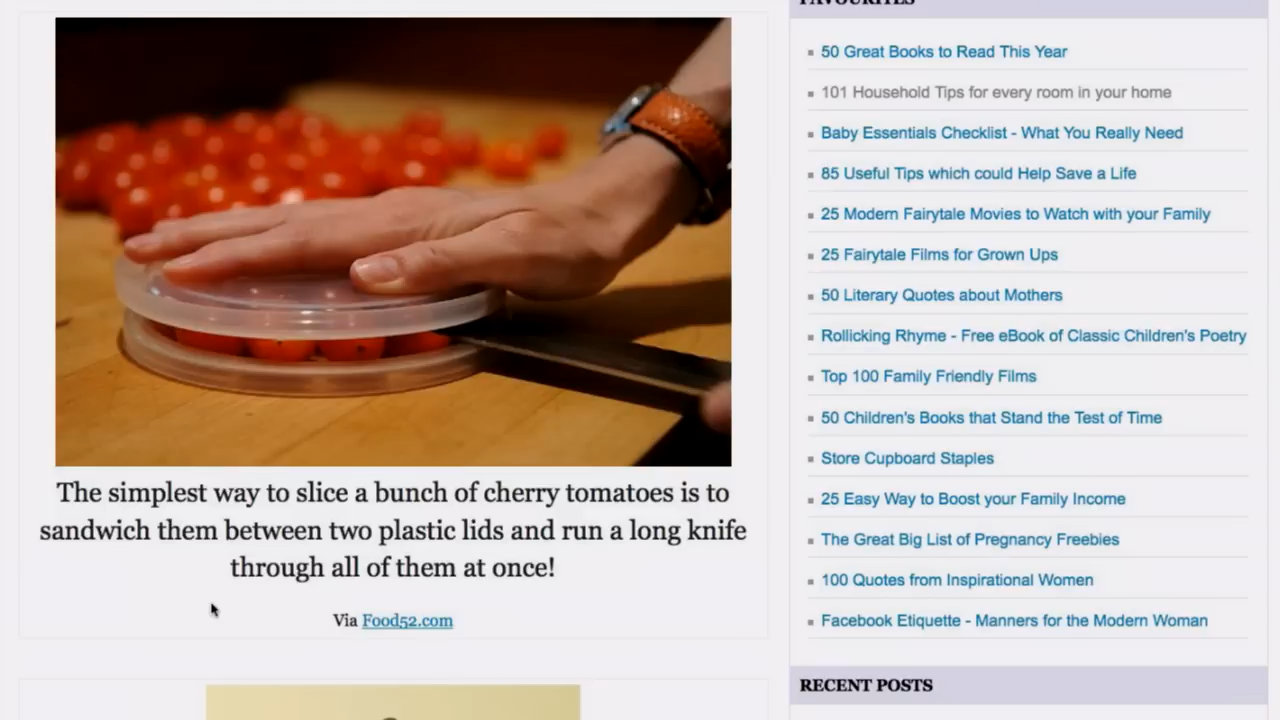 FAVOURITES
50 Great Books to Read This Year
101 Household Tips for every room in your home
Baby Essentials Checklist - What You Really Need
85 Useful Tips which could Help Save a Life
25 Modern Fairytale Movies to Watch with your Family
25 Fairytale Films for Grown Ups
50 Literary Quotes about Mothers
Rollicking Rhyme - Free eBook of Classic Children's Poetry
Top 100 Family Friendly Films
50 Children's Books that Stand the Test of Time
Store Cupboard Staples
25 Easy Way to Boost your Family Income
The Great Big List of Pregnancy Freebies
100 Quotes from Inspirational Women
Facebook Etiquette - Manners for the Modern Woman
RECENT POSTS
The simplest way to slice a bunch of cherry tomatoes is to
sandwich them between two plastic lids and run a long knife
through all of them at once!
Via Food52.com